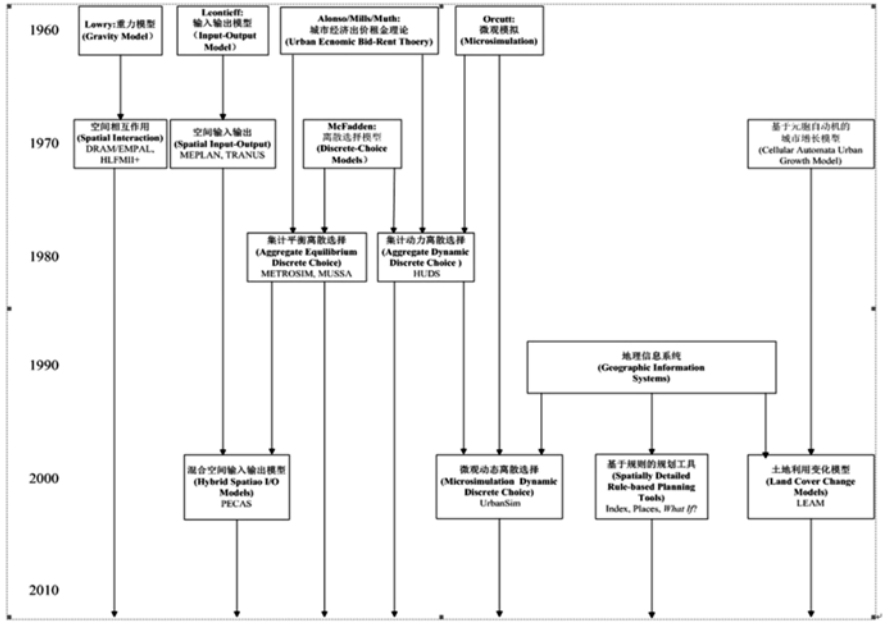 1960
Lowry:重力模型
(Gravity Model)
Leontieff:
输入输出模型
(Input-Output
Model)
Alonso/Mills/Muth:
城市经济出价租金理论
(Urban Ecnomic Bid-Rent Thoery)
Orcutt:
微观模拟
(Microsimulation)
1970
空间相互作用
(Spatial Interaction)
DRAM/EMPAL,
HLFMII+
空间输入输出
(Spatial Input-Output)
MEPLAN, TRANUS
McFadden:
离散选择模型
(Discrete-Choice
Models)
基于元胞自动机的
城市增长模型
(Cellular Automata Urban
Growth Model)
1980
集计平衡离散选择
(Aggregate Equilibrium
Discrete Choice)
METROSIM, MUSSA
集计动力离散选择
(Aggregate Dynamic
Discrete Choice )
HUDS
1990
地理信息系统
(Geographic Information
Systems)
2000
混合空间输入输出模型
(Hybrid Spatiao I/O
Models)
PECAS
微观动态离散选择
(Microsimulation Dynamic
Discrete Choice)
UrbanSim
基于规则的规划工具
(Spatially Detailed
Rule-based Planning
Tools)
Index, Places, What If?
土地利用变化模型
(Land Cover Change
Models)
LEAM
2010